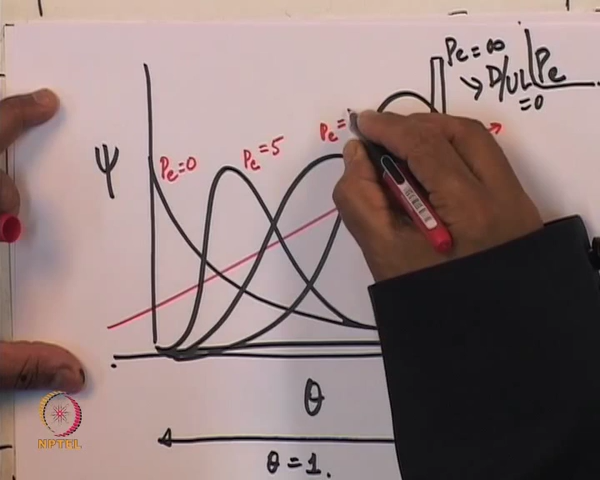 Pe = ∞
→ D/UL
= 0
Pe
ψ
Pe=0
Pe=5
Pe=
θ
θ = 1.
NPTEL